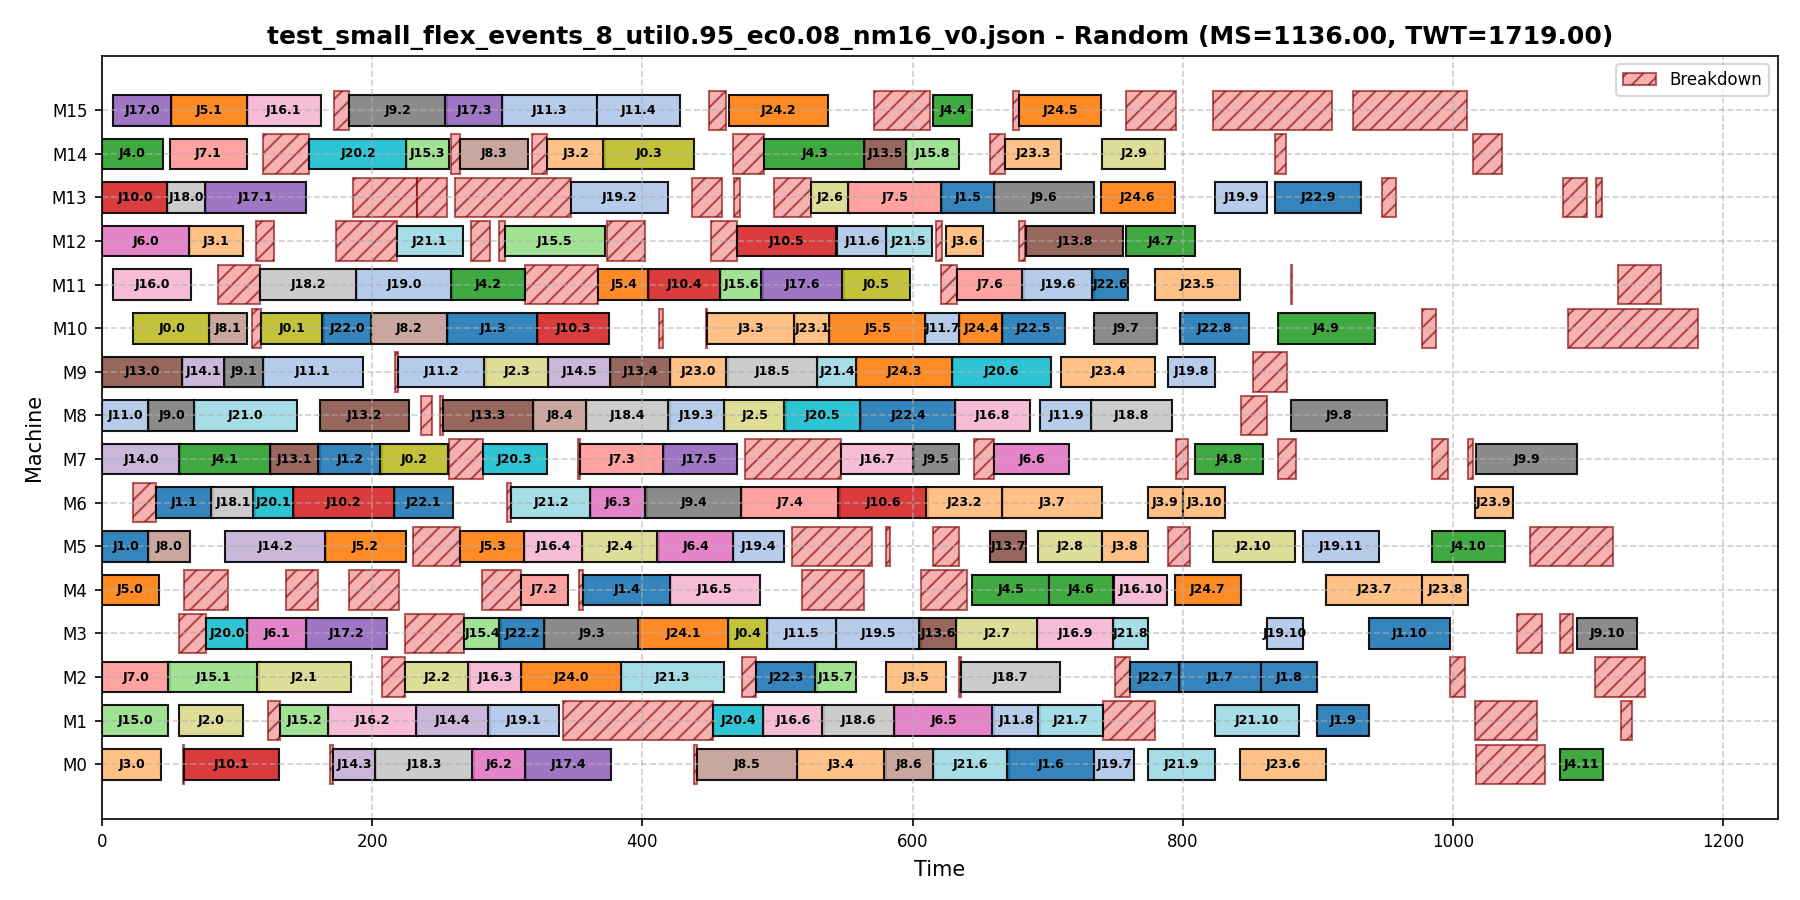 test_small_flex_events_8_util0.95_ec0.08_nm16_v0.json - Random (MS=1136.00, TWT=1719.00)
Breakdown
M15 J17.0 J5.1 J16.1 J9.2 J17.3 J11.3 J11.4 J24.2 J4.4 J24.5
M14 J4.0 J7.1 J20.2 J15.3 J8.3 J3.2 J0.3 J4.3 J13.5 J15.8 J23.3 J2.9
M13 J10.0 J18.0 J17.1 J19.2 J2.6 J7.5 J1.5 J9.6 J24.6 J19.9 J22.9
M12 J6.0 J3.1 J21.1 J15.5 J10.5 J11.6 J21.5 J3.6 J13.8 J4.7
M11 J16.0 J18.2 J19.0 J4.2 J5.4 J10.4 J15.6 J17.6 J0.5 J7.6 J19.6 J22.6 J23.5
M10 J0.0 J8.1 J0.1 J22.0 J8.2 J1.3 J10.3 J3.3 J23.1 J5.5 J11.7 J24.4 J22.5 J9.7 J22.8 J4.9
M9 J13.0 J14.1 J9.1 J11.1 J11.2 J2.3 J14.5 J13.4 J23.0 J18.5 J21.4 J24.3 J20.6 J23.4 J19.8
M8 J11.0 J9.0 J21.0 J13.2 J13.3 J8.4 J18.4 J19.3 J2.5 J20.5 J22.4 J16.8 J11.9 J18.8 J9.8
M7 J14.0 J4.1 J13.1 J1.2 J0.2 J20.3 J7.3 J17.5 J16.7 J9.5 J6.6 J4.8 J9.9
M6 J1.1 J18.1 J20.1 J10.2 J22.1 J21.2 J6.3 J9.4 J7.4 J10.6 J23.2 J3.7 J3.9 J3.10 J23.9
M5 J1.0 J8.0 J14.2 J5.2 J5.3 J16.4 J2.4 J6.4 J19.4 J13.7 J2.8 J3.8 J2.10 J19.11 J4.10
M4 J5.0 J7.2 J1.4 J16.5 J4.5 J4.6 J16.10 J24.7 J23.7 J23.8
M3 J20.0 J6.1 J17.2 J15.4 J22.2 J9.3 J24.1 J0.4 J11.5 J19.5 J13.6 J2.7 J16.9 J21.8 J19.10 J1.10 J9.10
M2 J7.0 J15.1 J2.1 J2.2 J16.3 J24.0 J21.3 J22.3 J15.7 J3.5 J18.7 J22.7 J1.7 J1.8
M1 J15.0 J2.0 J15.2 J16.2 J14.4 J19.1 J20.4 J16.6 J18.6 J6.5 J11.8 J21.7 J21.10 J1.9
M0 J3.0 J10.1 J14.3 J18.3 J6.2 J17.4 J8.5 J3.4 J8.6 J21.6 J1.6 J19.7 J21.9 J23.6 J4.11
0 200 400 600 800 1000 1200
Time
Machine